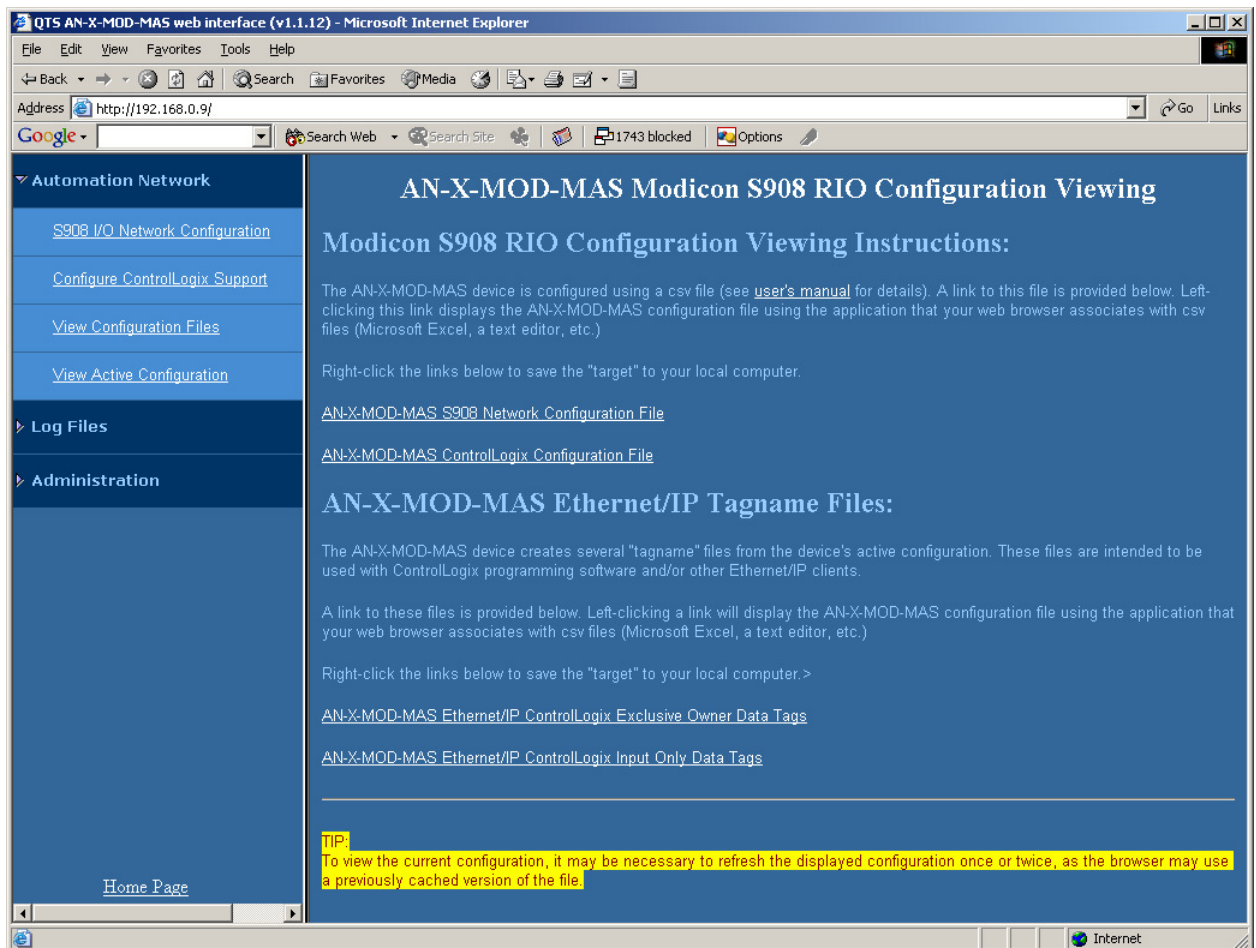 QTS AN-X-MOD-MAS web interface (v1.1.12) - Microsoft Internet Explorer
File Edit View Favorites Tools Help
Back Search Favorites Media
Address http://192.168.0.9/ Go Links
Google Search Web Search Site 1743 blocked Options
Automation Network
S908 I/O Network Configuration
Configure ControlLogix Support
View Configuration Files
View Active Configuration
Log Files
Administration
Home Page
AN-X-MOD-MAS Modicon S908 RIO Configuration Viewing
Modicon S908 RIO Configuration Viewing Instructions:
The AN-X-MOD-MAS device is configured using a csv file (see user's manual for details). A link to this file is provided below. Left-
clicking this link displays the AN-X-MOD-MAS configuration file using the application that your web browser associates with csv
files (Microsoft Excel, a text editor, etc.)
Right-click the links below to save the "target" to your local computer.
AN-X-MOD-MAS S908 Network Configuration File
AN-X-MOD-MAS ControlLogix Configuration File
AN-X-MOD-MAS Ethernet/IP Tagname Files:
The AN-X-MOD-MAS device creates several "tagname" files from the device's active configuration. These files are intended to be
used with ControlLogix programming software and/or other Ethernet/IP clients.
A link to these files is provided below. Left-clicking a link will display the AN-X-MOD-MAS configuration file using the application that
your web browser associates with csv files (Microsoft Excel, a text editor, etc.)
Right-click the links below to save the "target" to your local computer.>
AN-X-MOD-MAS Ethernet/IP ControlLogix Exclusive Owner Data Tags
AN-X-MOD-MAS Ethernet/IP ControlLogix Input Only Data Tags
TIP:
To view the current configuration, it may be necessary to refresh the displayed configuration once or twice, as the browser may use
a previously cached version of the file.
Internet